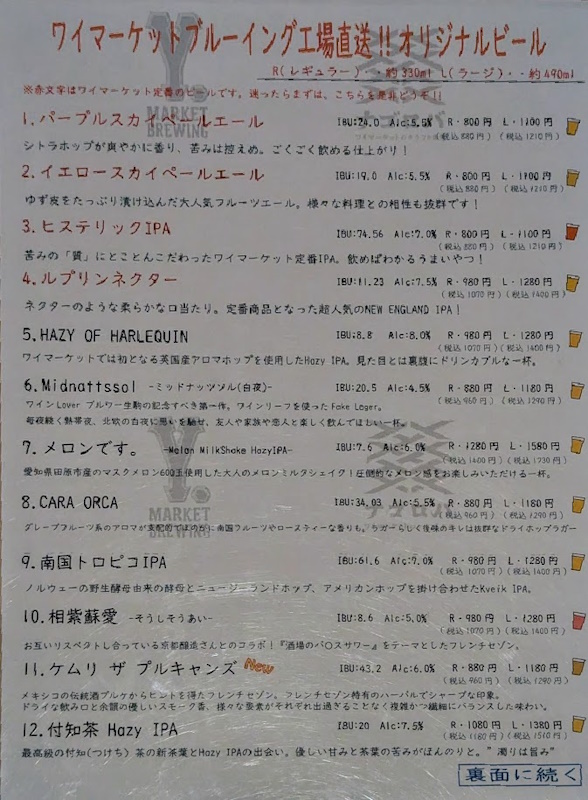 ワイマーケットブルーイング工場直送!!オリジナルビール
R(レギュラー)・・約330ml L(ラージ)・・約490ml
※赤文字はワイマーケット定番のビールです。迷ったらまずは、こちらを是非どうぞ!!
1.パープルスカイペールエール IBU:24.0 Alc:5.5% R・800円 L・1100円
(税込880円)(税込1210円)
シトラホップが爽やかに香り、苦みは控えめ。ごくごく飲める仕上がり!
2.イエロースカイペールエール IBU:19.0 Alc:5.5% R・800円 L・1100円
(税込880円)(税込1210円)
ゆず皮をたっぷり漬け込んだ大人気フルーツエール。様々な料理との相性も抜群です!
3.ヒステリックIPA IBU:74.56 Alc:7.0% R・800円 L・1100円
(税込880円)(税込1210円)
苦みの「質」にとことんこだわったワイマーケット定番IPA。飲めばわかるうまいやつ!
4.ルプリンネクター IBU:11.23 Alc:7.5% R・980円 L・1280円
(税込1070円)(税込1400円)
ネクターのような柔らかな口当たり。定番商品となった超人気のNEW ENGLAND IPA!
5.HAZY OF HARLEQUIN IBU:8.8 Alc:8.0% R・980円 L・1280円
(税込1070円)(税込1400円)
ワイマーケットでは初となる英国産アロマホップを使用したHazy IPA。見た目とは裏腹にドリンカブルな一杯。
6.Midnattssol -ミッドナッツソル(白夜)- IBU:20.5 Alc:4.5% R・880円 L・1180円
(税込960円)(税込1290円)
ワインLover ブルワー生駒の記念すべき第一作。ワインリーフを使ったFake Lager。
毎夜続く熱帯夜、北欧の白夜に思いを馳せ、友人や家族や恋人と楽しく飲んでほしい一杯。
7.メロンです。 -Melon MilkShake HazyIPA- IBU:7.6 Alc:6.0% R・1280円 L・1580円
(税込1400円)(税込1730円)
愛知県田原市産のマスクメロン600玉使用した大人のメロンミルクシェイク!圧倒的なメロン感をお楽しみいただける一杯。
8.CARA ORCA IBU:34.03 Alc:5.5% R・880円 L・1180円
(税込960円)(税込1290円)
グレープフルーツ系のアロマが支配的でほのかに南国フルーツやロースティーな香りも。ラガーらしく後味のキレは抜群なドライホップラガー
9.南国トロピコIPA IBU:61.6 Alc:7.0% R・980円 L・1280円
(税込1070円)(税込1400円)
ノルウェーの野生酵母由来の酵母とニュージーランドホップ、アメリカンホップを掛け合わせたKveik IPA。
10.相紫蘇愛 -そうしそうあい- IBU:8.6 Alc:5.0% R・980円 L・1280円
(税込1070円)(税込1400円)
お互いリスペクトし合っている京都醸造さんとのコラボ!『酒場のバ○スサワー』をテーマとしたフレンチセゾン。
11.ケムリ ザ プルキャンズ New IBU:43.2 Alc:6.0% R・880円 L・1180円
(税込960円)(税込1290円)
メキシコの伝統酒プルケからヒントを得たフレンチセゾン。フレンチセゾン特有のハーバルでシャープな印象。
ドライな飲み口と余韻の優しいスモーク香、様々な要素がそれぞれ出過ぎることなく複雑かつ繊細にバランスした味わい。
12.付知茶 Hazy IPA IBU:20 Alc:7.5% R・1080円 L・1380円
(税込1180円)(税込1510円)
最高級の付知(つけち)茶の新茶葉とHazy IPAの出会い。優しい甘みと茶葉の苦みがほんのりと。"濁りは旨み"
裏面に続く
Y.
MARKET
BREWING
Y.
MARKET
BREWING